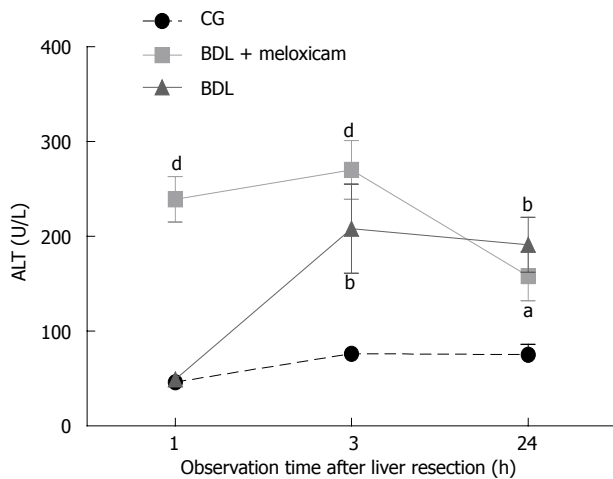 CG
BDL + meloxicam
BDL
400
300
200
100
0
ALT (U/L)
d
d
b
b
a
1
3
24
Observation time after liver resection (h)